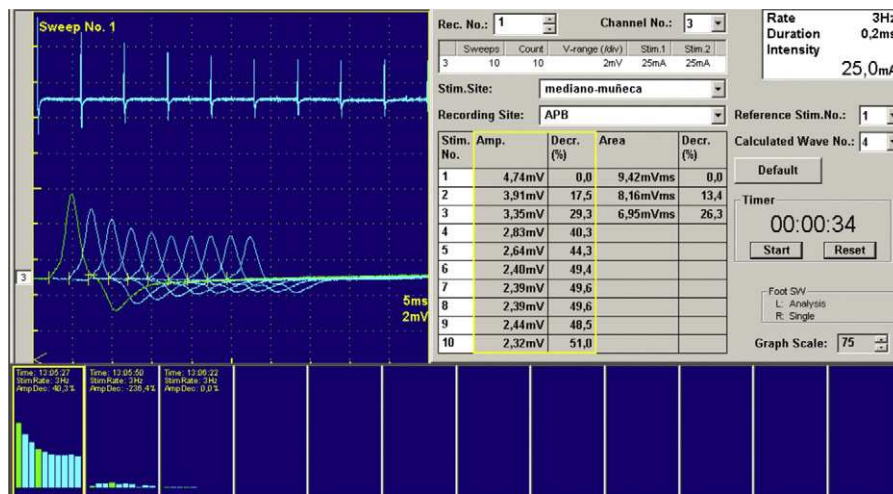 Sweep No. 1
3
5ms
2mV
Rec. No.: 1 Channel No.: 3
Sweeps Count V-range (/div) Stim.1 Stim.2
3 10 10 2mV 25mA 25mA
Stim.Site: mediano-muñeca
Recording Site: APB
Stim. No. Amp. Decr. (%) Area Decr. (%)
1 4,74mV 0,0 9,42mVms 0,0
2 3,91mV 17,5 8,16mVms 13,4
3 3,35mV 29,3 6,95mVms 26,3
4 2,83mV 40,3
5 2,64mV 44,3
6 2,40mV 49,4
7 2,39mV 49,6
8 2,39mV 49,6
9 2,44mV 48,5
10 2,32mV 51,0
Rate 3Hz
Duration 0,2ms
Intensity
25,0mA
Reference Stim.No.: 1
Calculated Wave No.: 4
Default
Timer
00:00:34
Start Reset
Foot SW
L: Analysis
R: Single
Graph Scale: 75
Time: 13:05:27
Stim Rate: 3Hz
Amp Dec: 40,3%
Time: 13:05:50
Stim Rate: 3Hz
Amp Dec: -236,4%
Time: 13:06:22
Stim Rate: 3Hz
Amp Dec: 0,0%